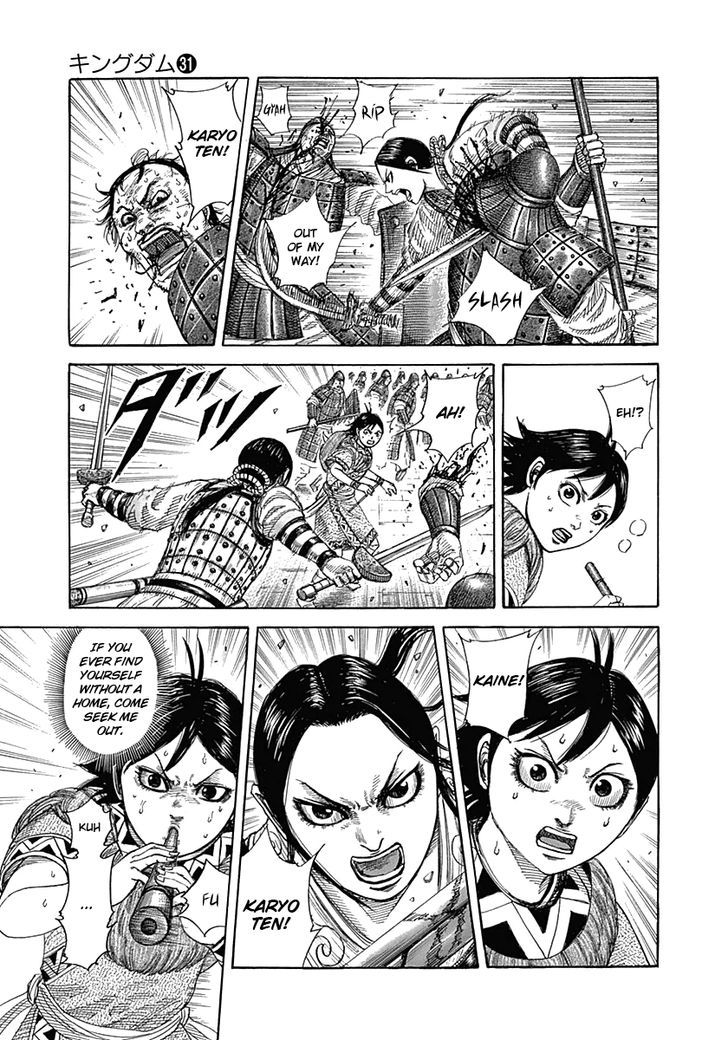 キングダム31
RIP
GYAH
OUT
OF MY
WAY!
SLASH
KARYO
TEN!
EH!?
AH!
ダッ
KAINE!
KARYO
TEN!
IF YOU
EVER FIND
YOURSELF
WITHOUT A
HOME, COME
SEEK ME
OUT.
KUH
...
FU